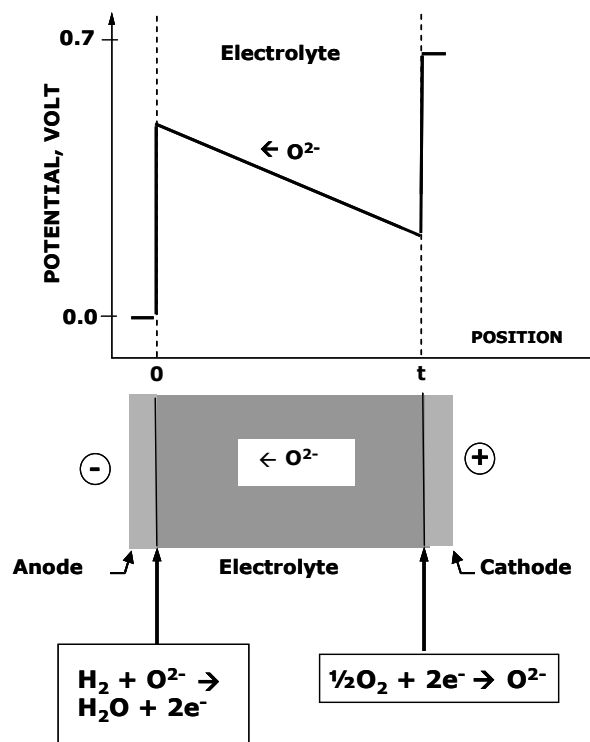 0.7
Electrolyte
POTENTIAL, VOLT
← O²⁻
0.0
POSITION
0
t
← O²⁻
-
+
Anode
Electrolyte
Cathode
H₂ + O²⁻ →
H₂O + 2e⁻
½O₂ + 2e⁻ → O²⁻